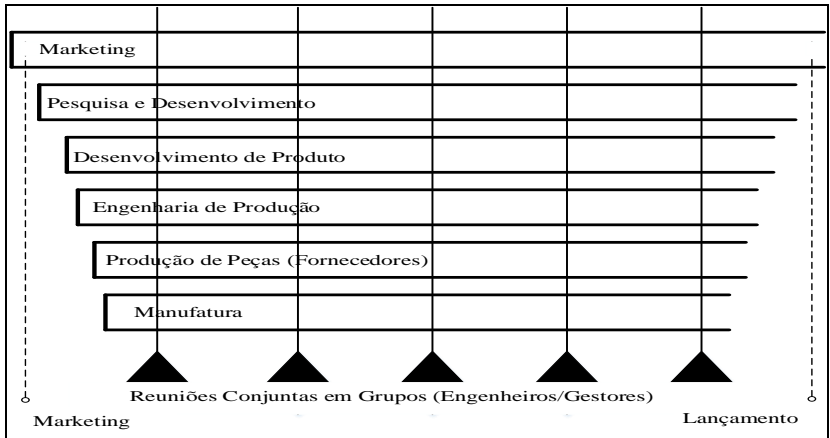 Marketing
Pesquisa e Desenvolvimento
Desenvolvimento de Produto
Engenharia de Produção
Produção de Peças (Fornecedores)
Manufatura
Reuniões Conjuntas em Grupos (Engenheiros/Gestores)
Marketing
Lançamento